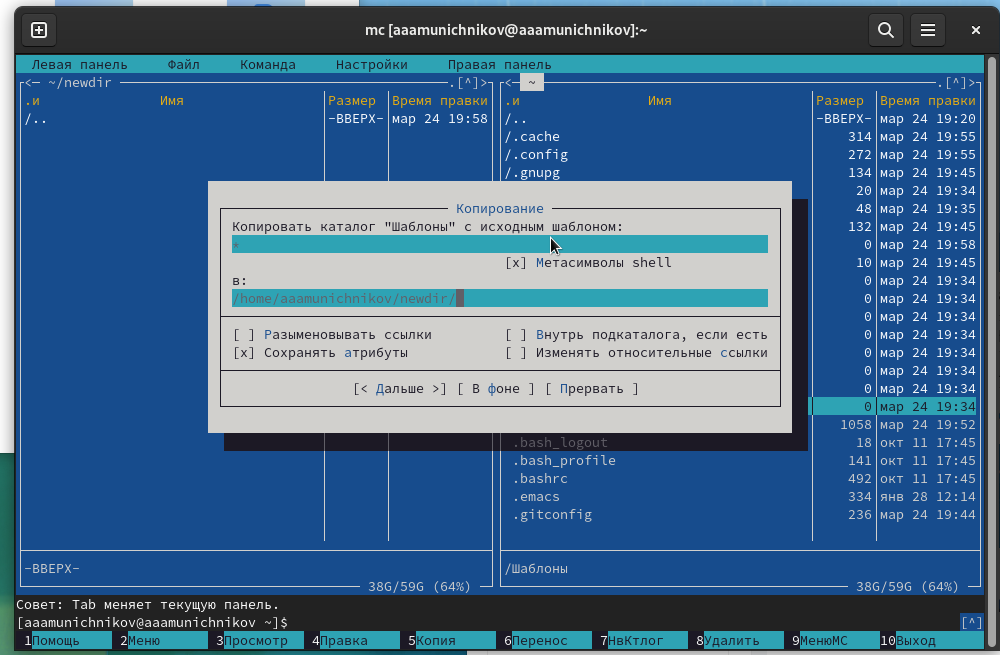 mc [aaamunichnikov@aaamunichnikov]:~
Левая панель Файл Команда Настройки Правая панель
<─ ~/newdir .[^]> <─ ~ .[^]>
.и Имя Размер Время правки .и Имя Размер Время правки
/.. -ВВЕРХ- мар 24 19:58 /.. -ВВЕРХ- мар 24 19:20
/.cache 314 мар 24 19:55
/.config 272 мар 24 19:55
/.gnupg 134 мар 24 19:45
20 мар 24 19:34
48 мар 24 19:35
132 мар 24 19:45
0 мар 24 19:58
10 мар 24 19:45
0 мар 24 19:34
0 мар 24 19:34
0 мар 24 19:34
0 мар 24 19:34
0 мар 24 19:34
0 мар 24 19:34
0 мар 24 19:34
0 мар 24 19:34
1058 мар 24 19:52
Копирование
Копировать каталог "Шаблоны" с исходным шаблоном:
*
[x] Метасимволы shell
в:
/home/aaamunichnikov/newdir/
[ ] Разыменовывать ссылки [ ] Внутрь подкаталога, если есть
[x] Сохранять атрибуты [ ] Изменять относительные ссылки
[< Дальше >] [ В фоне ] [ Прервать ]
.bash_logout 18 окт 11 17:45
.bash_profile 141 окт 11 17:45
.bashrc 492 окт 11 17:45
.emacs 334 янв 28 12:14
.gitconfig 236 мар 24 19:44
-ВВЕРХ- /Шаблоны
38G/59G (64%) 38G/59G (64%)
Совет: Tab меняет текущую панель.
[aaamunichnikov@aaamunichnikov ~]$ [^]
1Помощь 2Меню 3Просмотр 4Правка 5Копия 6Перенос 7НвКтлог 8Удалить 9МенюМС 10Выход